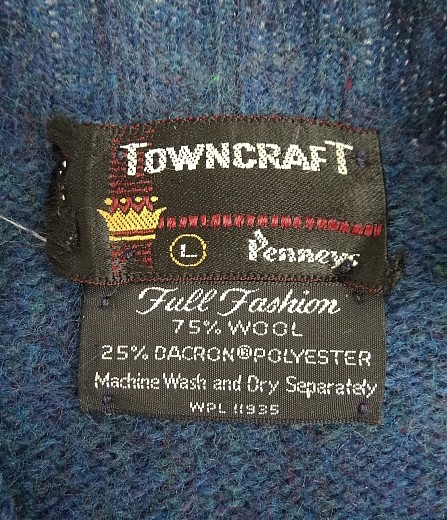 TOWNCRAFT
L Penneys
Full Fashion
75% WOOL
25% DACRON® POLYESTER
Machine Wash and Dry Separately
WPL 11935